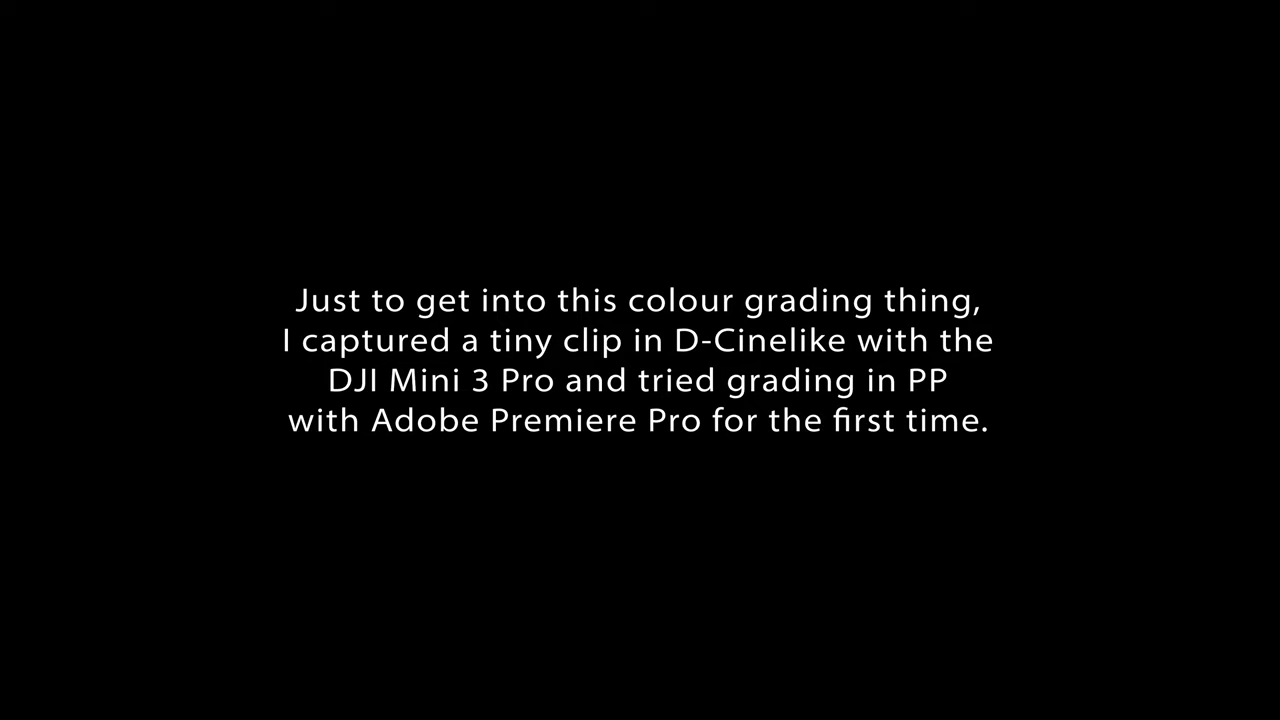 Just to get into this colour grading thing,
I captured a tiny clip in D-Cinelike with the
DJI Mini 3 Pro and tried grading in PP
with Adobe Premiere Pro for the first time.